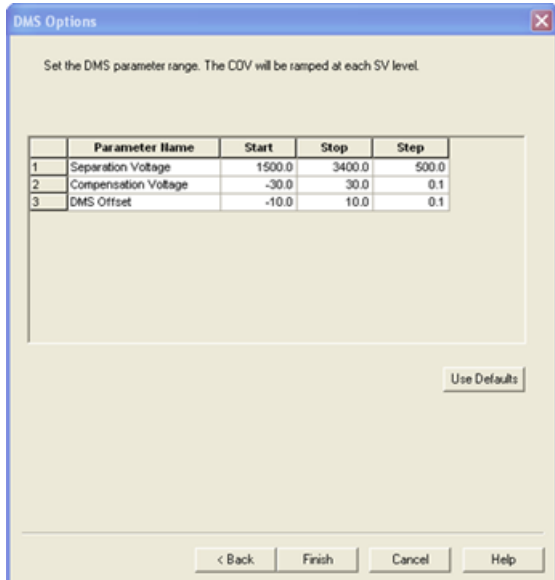 DMS Options
Set the DMS parameter range. The COV will be ramped at each SV level.
Parameter Name Start Stop Step
1 Separation Voltage 1500.0 3400.0 500.0
2 Compensation Voltage -30.0 30.0 0.1
3 DMS Offset -10.0 10.0 0.1
Use Defaults
< Back Finish Cancel Help